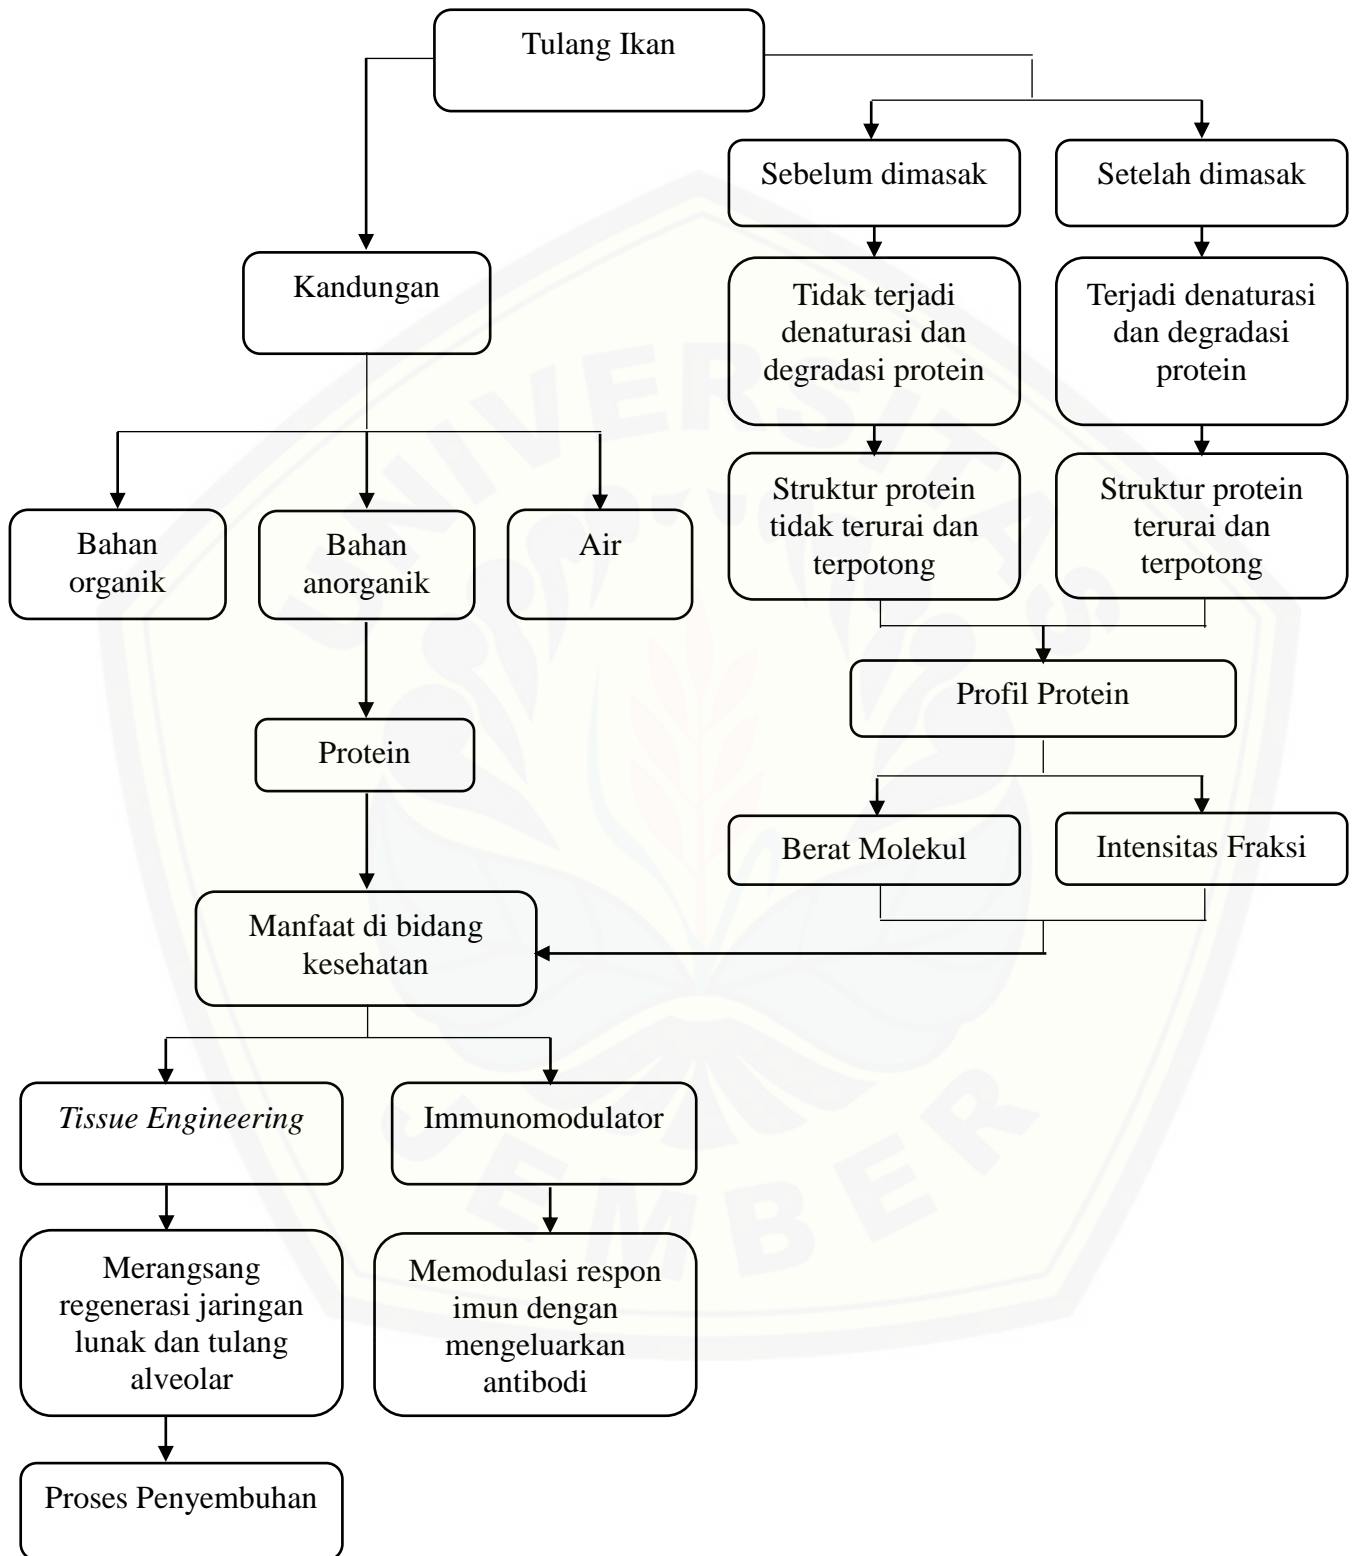 Tulang Ikan
Sebelum dimasak
Setelah dimasak
Kandungan
Tidak terjadi
denaturasi dan
degradasi protein
Terjadi denaturasi
dan degradasi
protein
Bahan
organik
Bahan
anorganik
Air
Struktur protein
tidak terurai dan
terpotong
Struktur protein
terurai dan
terpotong
Profil Protein
Protein
Berat Molekul
Intensitas Fraksi
Manfaat di bidang
kesehatan
Tissue Engineering
Immunomodulator
Merangsang
regenerasi jaringan
lunak dan tulang
alveolar
Memodulasi respon
imun dengan
mengeluarkan
antibodi
Proses Penyembuhan
UNIVERSITAS
JEMBER